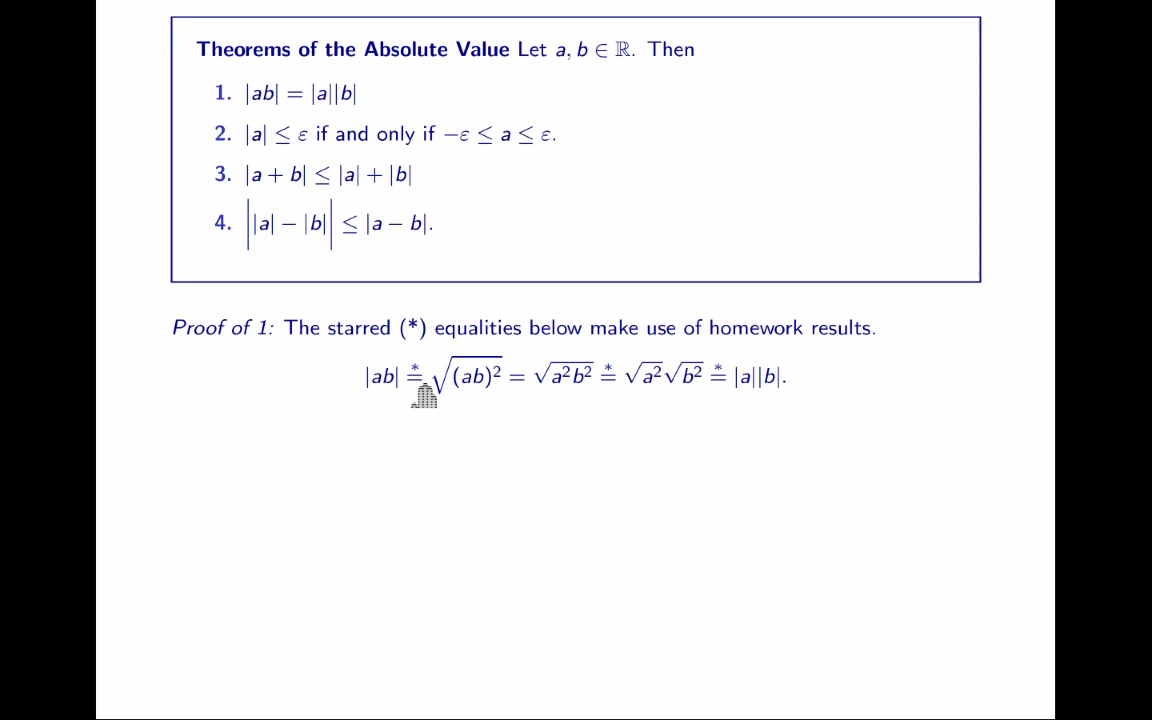 Theorems of the Absolute Value Let a, b ∈ ℝ. Then
1. |ab| = |a||b|
2. |a| ≤ ε if and only if −ε ≤ a ≤ ε.
3. |a + b| ≤ |a| + |b|
4. ||a| − |b|| ≤ |a − b|.
Proof of 1: The starred (*) equalities below make use of homework results.
|ab| *= √(ab)² = √a²b² *= √a²√b² *= |a||b|.